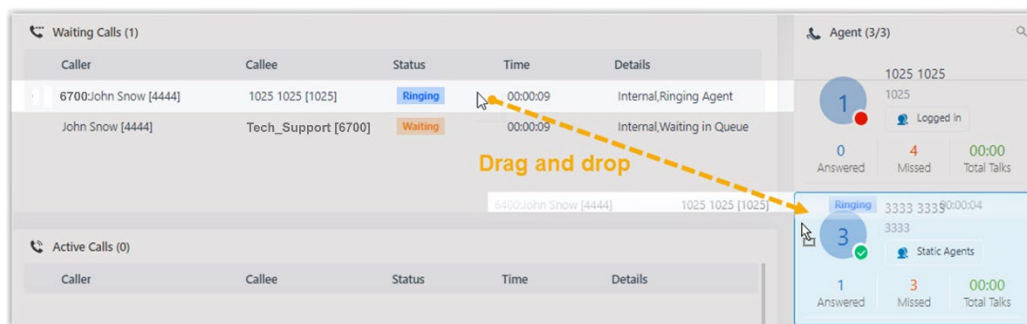 Waiting Calls (1)
Caller Callee Status Time Details
6700:John Snow [4444] 1025 1025 [1025] Ringing 00:00:09 Internal,Ringing Agent
John Snow [4444] Tech_Support [6700] Waiting 00:00:09 Internal,Waiting in Queue
Drag and drop
6400:John Snow [4444] 1025 1025 [1025]
Active Calls (0)
Caller Callee Status Time Details
Agent (3/3)
1025 1025
1
1025
Logged in
0 4 00:00
Answered Missed Total Talks
Ringing 3333 3333 00:00:04
3
3333
Static Agents
1 3 00:00
Answered Missed Total Talks